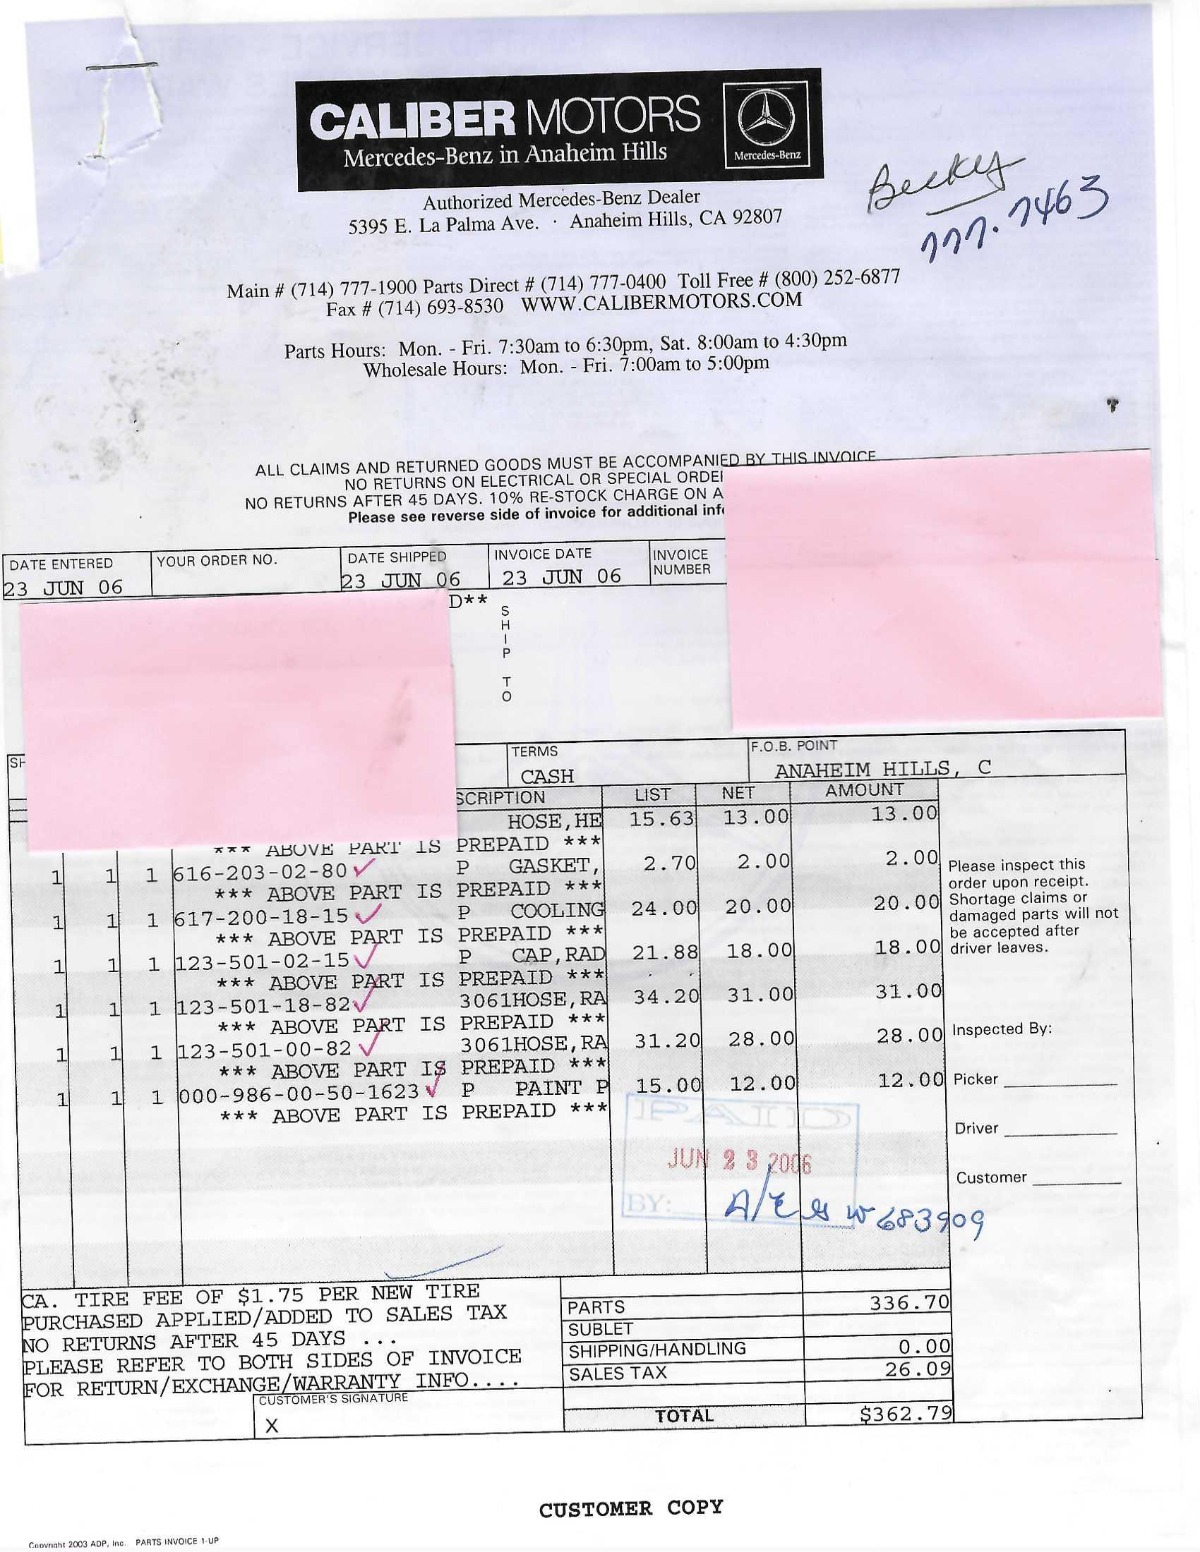 CALIBER MOTORS
Mercedes-Benz in Anaheim Hills
Mercedes-Benz
Authorized Mercedes-Benz Dealer
5395 E. La Palma Ave. · Anaheim Hills, CA 92807
Becky
777.7463
Main # (714) 777-1900 Parts Direct # (714) 777-0400 Toll Free # (800) 252-6877
Fax # (714) 693-8530 WWW.CALIBERMOTORS.COM
Parts Hours: Mon. - Fri. 7:30am to 6:30pm, Sat. 8:00am to 4:30pm
Wholesale Hours: Mon. - Fri. 7:00am to 5:00pm
ALL CLAIMS AND RETURNED GOODS MUST BE ACCOMPANIED BY THIS INVOICE
NO RETURNS ON ELECTRICAL OR SPECIAL ORDE
NO RETURNS AFTER 45 DAYS. 10% RE-STOCK CHARGE ON A
Please see reverse side of invoice for additional inf
DATE ENTERED YOUR ORDER NO. DATE SHIPPED INVOICE DATE INVOICE NUMBER
23 JUN 06 23 JUN 06 23 JUN 06
D**
SHIP TO
SH TERMS F.O.B. POINT
CASH ANAHEIM HILLS, C
SCRIPTION LIST NET AMOUNT
HOSE,HE 15.63 13.00 13.00
*** ABOVE PART IS PREPAID ***
1 1 1 616-203-02-80 P GASKET, 2.70 2.00 2.00
*** ABOVE PART IS PREPAID ***
1 1 1 617-200-18-15 P COOLING 24.00 20.00 20.00
*** ABOVE PART IS PREPAID ***
1 1 1 123-501-02-15 P CAP,RAD 21.88 18.00 18.00
*** ABOVE PART IS PREPAID ***
1 1 1 123-501-18-82 3061HOSE,RA 34.20 31.00 31.00
*** ABOVE PART IS PREPAID ***
1 1 1 123-501-00-82 3061HOSE,RA 31.20 28.00 28.00
*** ABOVE PART IS PREPAID ***
1 1 1 000-986-00-50-1623 P PAINT P 15.00 12.00 12.00
*** ABOVE PART IS PREPAID ***
Please inspect this
order upon receipt.
Shortage claims or
damaged parts will not
be accepted after
driver leaves.
Inspected By:
Picker
Driver
Customer
PAID
JUN 23 2006
BY:
683909
CA. TIRE FEE OF $1.75 PER NEW TIRE
PURCHASED APPLIED/ADDED TO SALES TAX
NO RETURNS AFTER 45 DAYS ...
PLEASE REFER TO BOTH SIDES OF INVOICE
FOR RETURN/EXCHANGE/WARRANTY INFO....
CUSTOMER'S SIGNATURE
X
PARTS 336.70
SUBLET
SHIPPING/HANDLING 0.00
SALES TAX 26.09
TOTAL $362.79
CUSTOMER COPY
Copyright 2003 ADP, Inc. PARTS INVOICE 1-UP